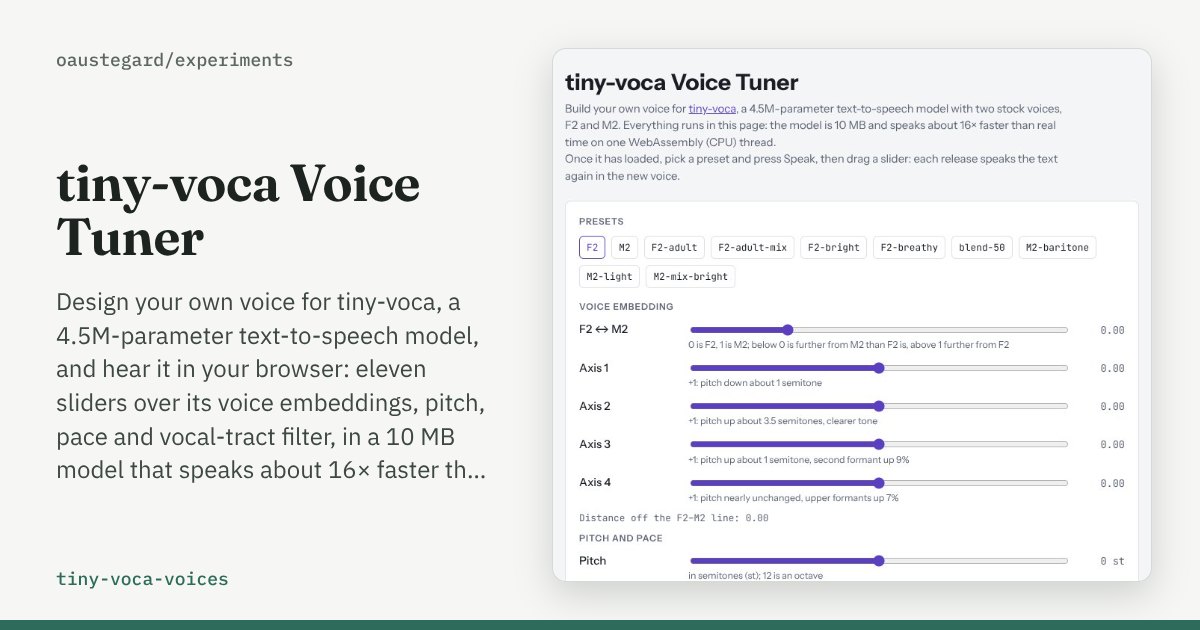 oaustegard/experiments
tiny-voca Voice
Tuner
Design your own voice for tiny-voca, a
4.5M-parameter text-to-speech model,
and hear it in your browser: eleven
sliders over its voice embeddings, pitch,
pace and vocal-tract filter, in a 10 MB
model that speaks about 16× faster th...
tiny-voca-voices
tiny-voca Voice Tuner
Build your own voice for tiny-voca, a 4.5M-parameter text-to-speech model with two stock voices,
F2 and M2. Everything runs in this page: the model is 10 MB and speaks about 16× faster than real
time on one WebAssembly (CPU) thread.
Once it has loaded, pick a preset and press Speak, then drag a slider: each release speaks the text
again in the new voice.
PRESETS
F2 M2 F2-adult F2-adult-mix F2-bright F2-breathy blend-50 M2-baritone
M2-light M2-mix-bright
VOICE EMBEDDING
F2 ↔ M2 0.00
0 is F2, 1 is M2; below 0 is further from M2 than F2 is, above 1 further from F2
Axis 1 0.00
+1: pitch down about 1 semitone
Axis 2 0.00
+1: pitch up about 3.5 semitones, clearer tone
Axis 3 0.00
+1: pitch up about 1 semitone, second formant up 9%
Axis 4 0.00
+1: pitch nearly unchanged, upper formants up 7%
Distance off the F2–M2 line: 0.00
PITCH AND PACE
Pitch 0 st
in semitones (st); 12 is an octave